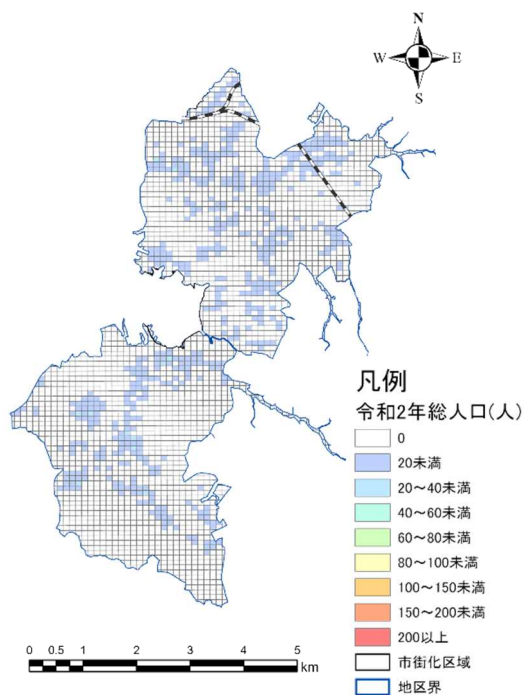 N
W E
S
凡例
令和2年総人口(人)
0
20未満
20～40未満
40～60未満
60～80未満
80～100未満
100～150未満
150～200未満
200以上
市街化区域
地区界
0 0.5 1 2 3 4 5
km